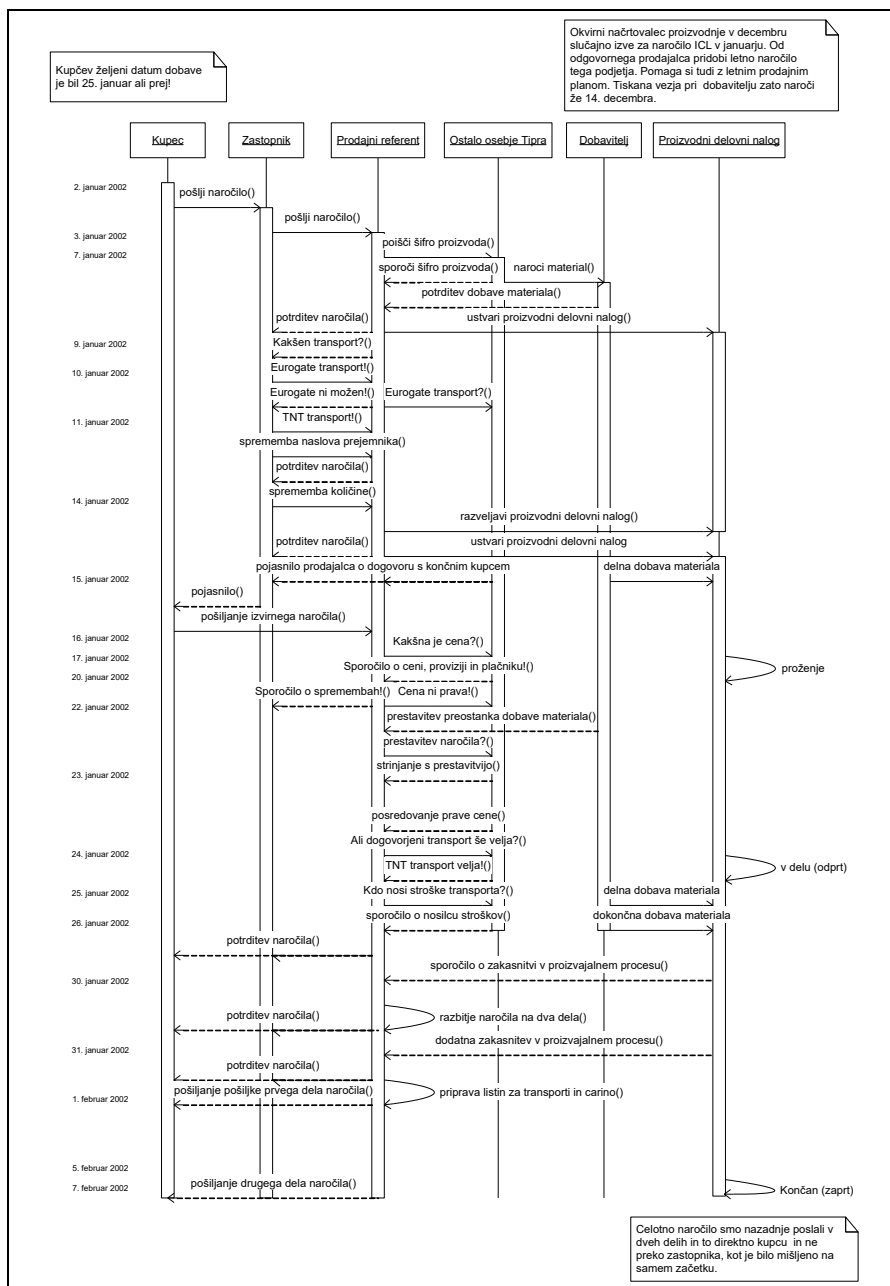 Kupčev željeni datum dobave
je bil 25. januar ali prej!
Okvirni načrtovalec proizvodnje v decembru
slučajno izve za naročilo ICL v januarju. Od
odgovornega prodajalca pridobi letno naročilo
tega podjetja. Pomaga si tudi z letnim prodajnim
planom. Tiskana vezja pri dobavitelju zato naroči
že 14. decembra.
Kupec Zastopnik Prodajni referent Ostalo osebje Tipra Dobavitelj Proizvodni delovni nalog
2. januar 2002
pošlji naročilo()
pošlji naročilo()
3. januar 2002
poišči šifro proizvoda()
7. januar 2002
sporoči šifro proizvoda() naroci material()
potrditev dobave materiala()
potrditev naročila() ustvari proizvodni delovni nalog()
9. januar 2002
Kakšen transport?()
10. januar 2002
Eurogate transport!()
Eurogate ni možen!() Eurogate transport?()
11. januar 2002
TNT transport!()
sprememba naslova prejemnika()
potrditev naročila()
14. januar 2002
sprememba količine()
razveljavi proizvodni delovni nalog()
potrditev naročila() ustvari proizvodni delovni nalog
15. januar 2002
pojasnilo prodajalca o dogovoru s končnim kupcem delna dobava materiala
pojasnilo()
pošiljanje izvirnega naročila()
16. januar 2002
Kakšna je cena?()
17. januar 2002
proženje
Sporočilo o ceni, proviziji in plačniku!()
20. januar 2002
Sporočilo o spremembah!() Cena ni prava!()
22. januar 2002
prestavitev preostanka dobave materiala()
prestavitev naročila?()
strinjanje s prestavitvijo()
23. januar 2002
posredovanje prave cene()
Ali dogovorjeni transport še velja?()
24. januar 2002
TNT transport velja!() v delu (odprt)
25. januar 2002
Kdo nosi stroške transporta?() delna dobava materiala
sporočilo o nosilcu stroškov() dokončna dobava materiala
26. januar 2002
potrditev naročila()
sporočilo o zakasnitvi v proizvajalnem procesu()
30. januar 2002
potrditev naročila() razbitje naročila na dva dela()
dodatna zakasnitev v proizvajalnem procesu()
31. januar 2002
potrditev naročila()
pošiljanje pošiljke prvega dela naročila() priprava listin za transporti in carino()
1. februar 2002
5. februar 2002
7. februar 2002
pošiljanje drugega dela naročila() Končan (zaprt)
Celotno naročilo smo nazadnje poslali v
dveh delih in to direktno kupcu in ne
preko zastopnika, kot je bilo mišljeno na
samem začetku.